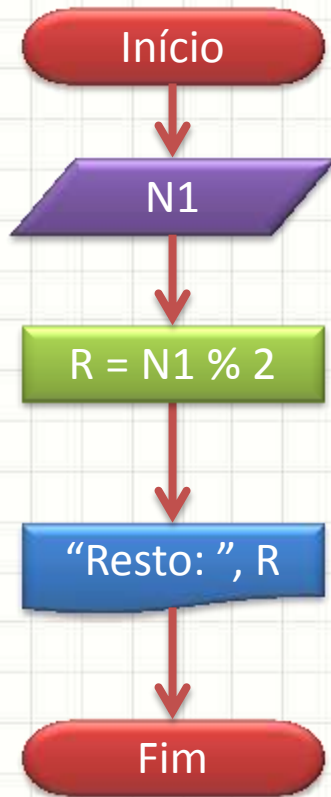 Início
N1
R = N1 % 2
“Resto: ”, R
Fim